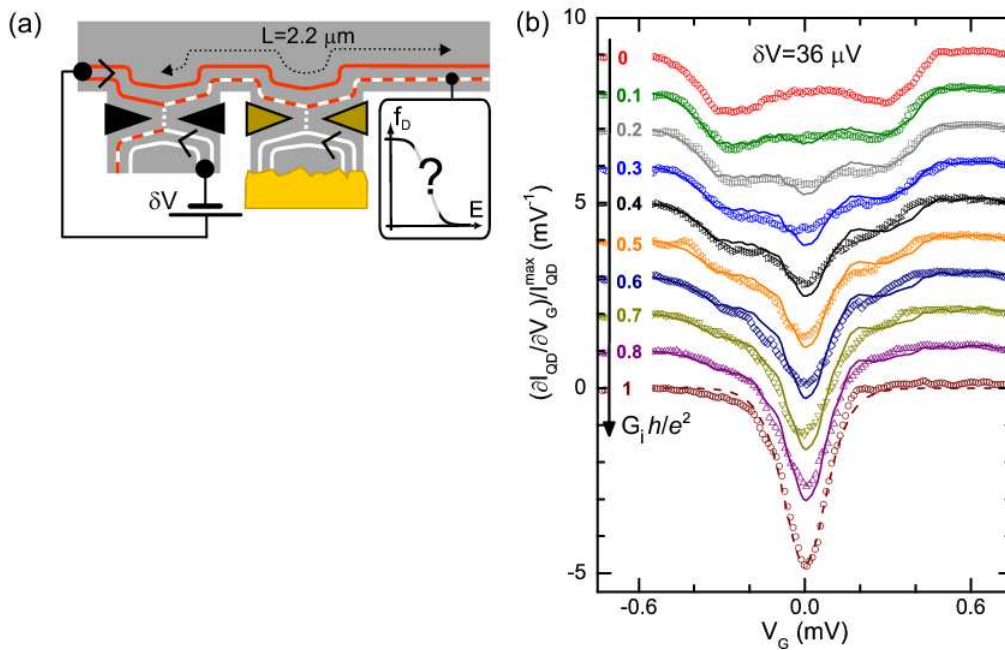 (a)
L=2.2 μm
δV
f_D
?
E
(b)
δV=36 μV
(∂I_QD/∂V_G)/I_QD^max (mV⁻¹)
10
5
0
-5
0
0.1
0.2
0.3
0.4
0.5
0.6
0.7
0.8
1
G_i h/e²
-0.6
0.0
0.6
V_G (mV)